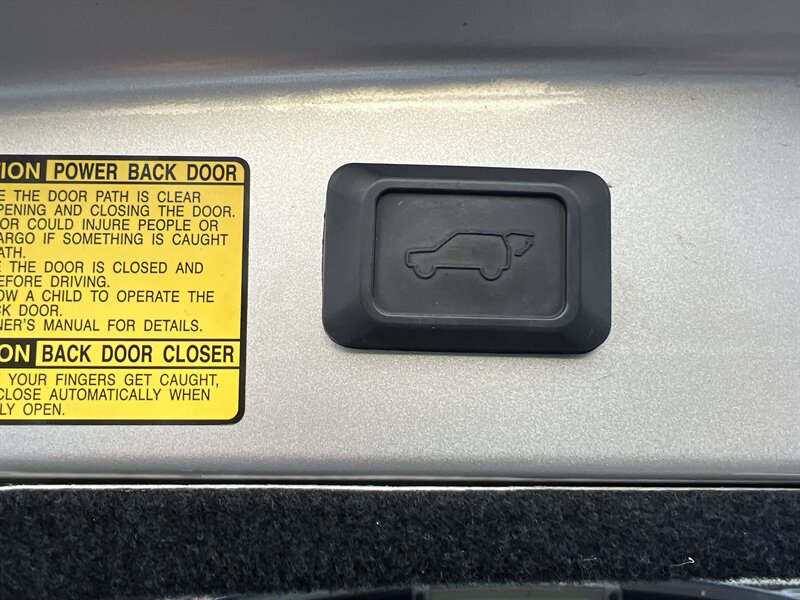 ION POWER BACK DOOR
E THE DOOR PATH IS CLEAR
PENING AND CLOSING THE DOOR.
OR COULD INJURE PEOPLE OR
ARGO IF SOMETHING IS CAUGHT
ATH.
E THE DOOR IS CLOSED AND
BEFORE DRIVING.
OW A CHILD TO OPERATE THE
CK DOOR.
NER'S MANUAL FOR DETAILS.
ON BACK DOOR CLOSER
YOUR FINGERS GET CAUGHT,
CLOSE AUTOMATICALLY WHEN
LY OPEN.